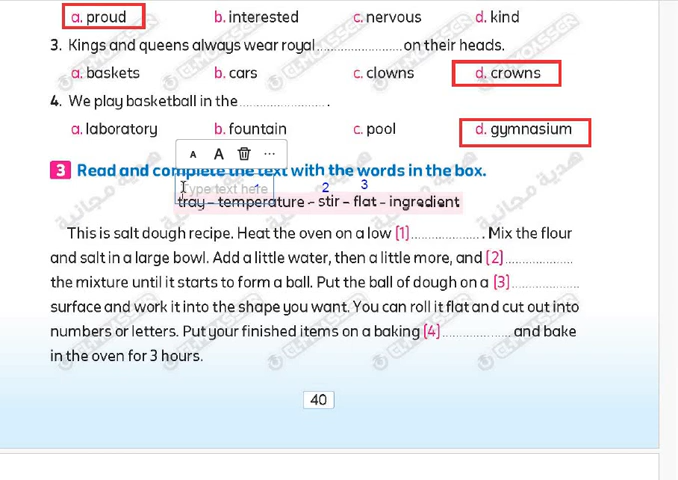 a. proud b. interested c. nervous d. kind
3. Kings and queens always wear royal...................... on their heads.
a. baskets b. cars c. clowns d. crowns
4. We play basketball in the ...................... .
a. laboratory b. fountain c. pool d. gymnasium
A A ...
3 Read and complete the text with the words in the box.
Type text here 1 2 3
tray – temperature – stir – flat – ingredient
This is salt dough recipe. Heat the oven on a low (1).................. . Mix the flour
and salt in a large bowl. Add a little water, then a little more, and (2)..................
the mixture until it starts to form a ball. Put the ball of dough on a (3)..................
surface and work it into the shape you want. You can roll it flat and cut out into
numbers or letters. Put your finished items on a baking (4).................. and bake
in the oven for 3 hours.
40